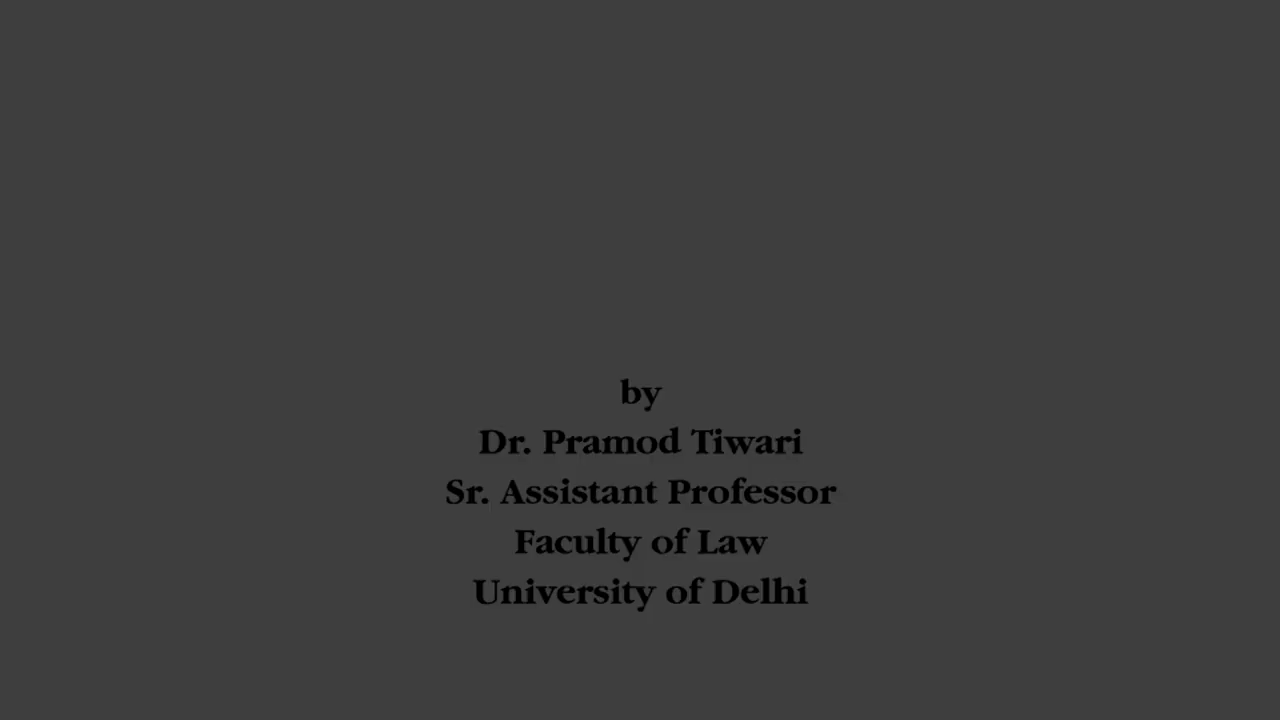 by
Dr. Pramod Tiwari
Sr. Assistant Professor
Faculty of Law
University of Delhi